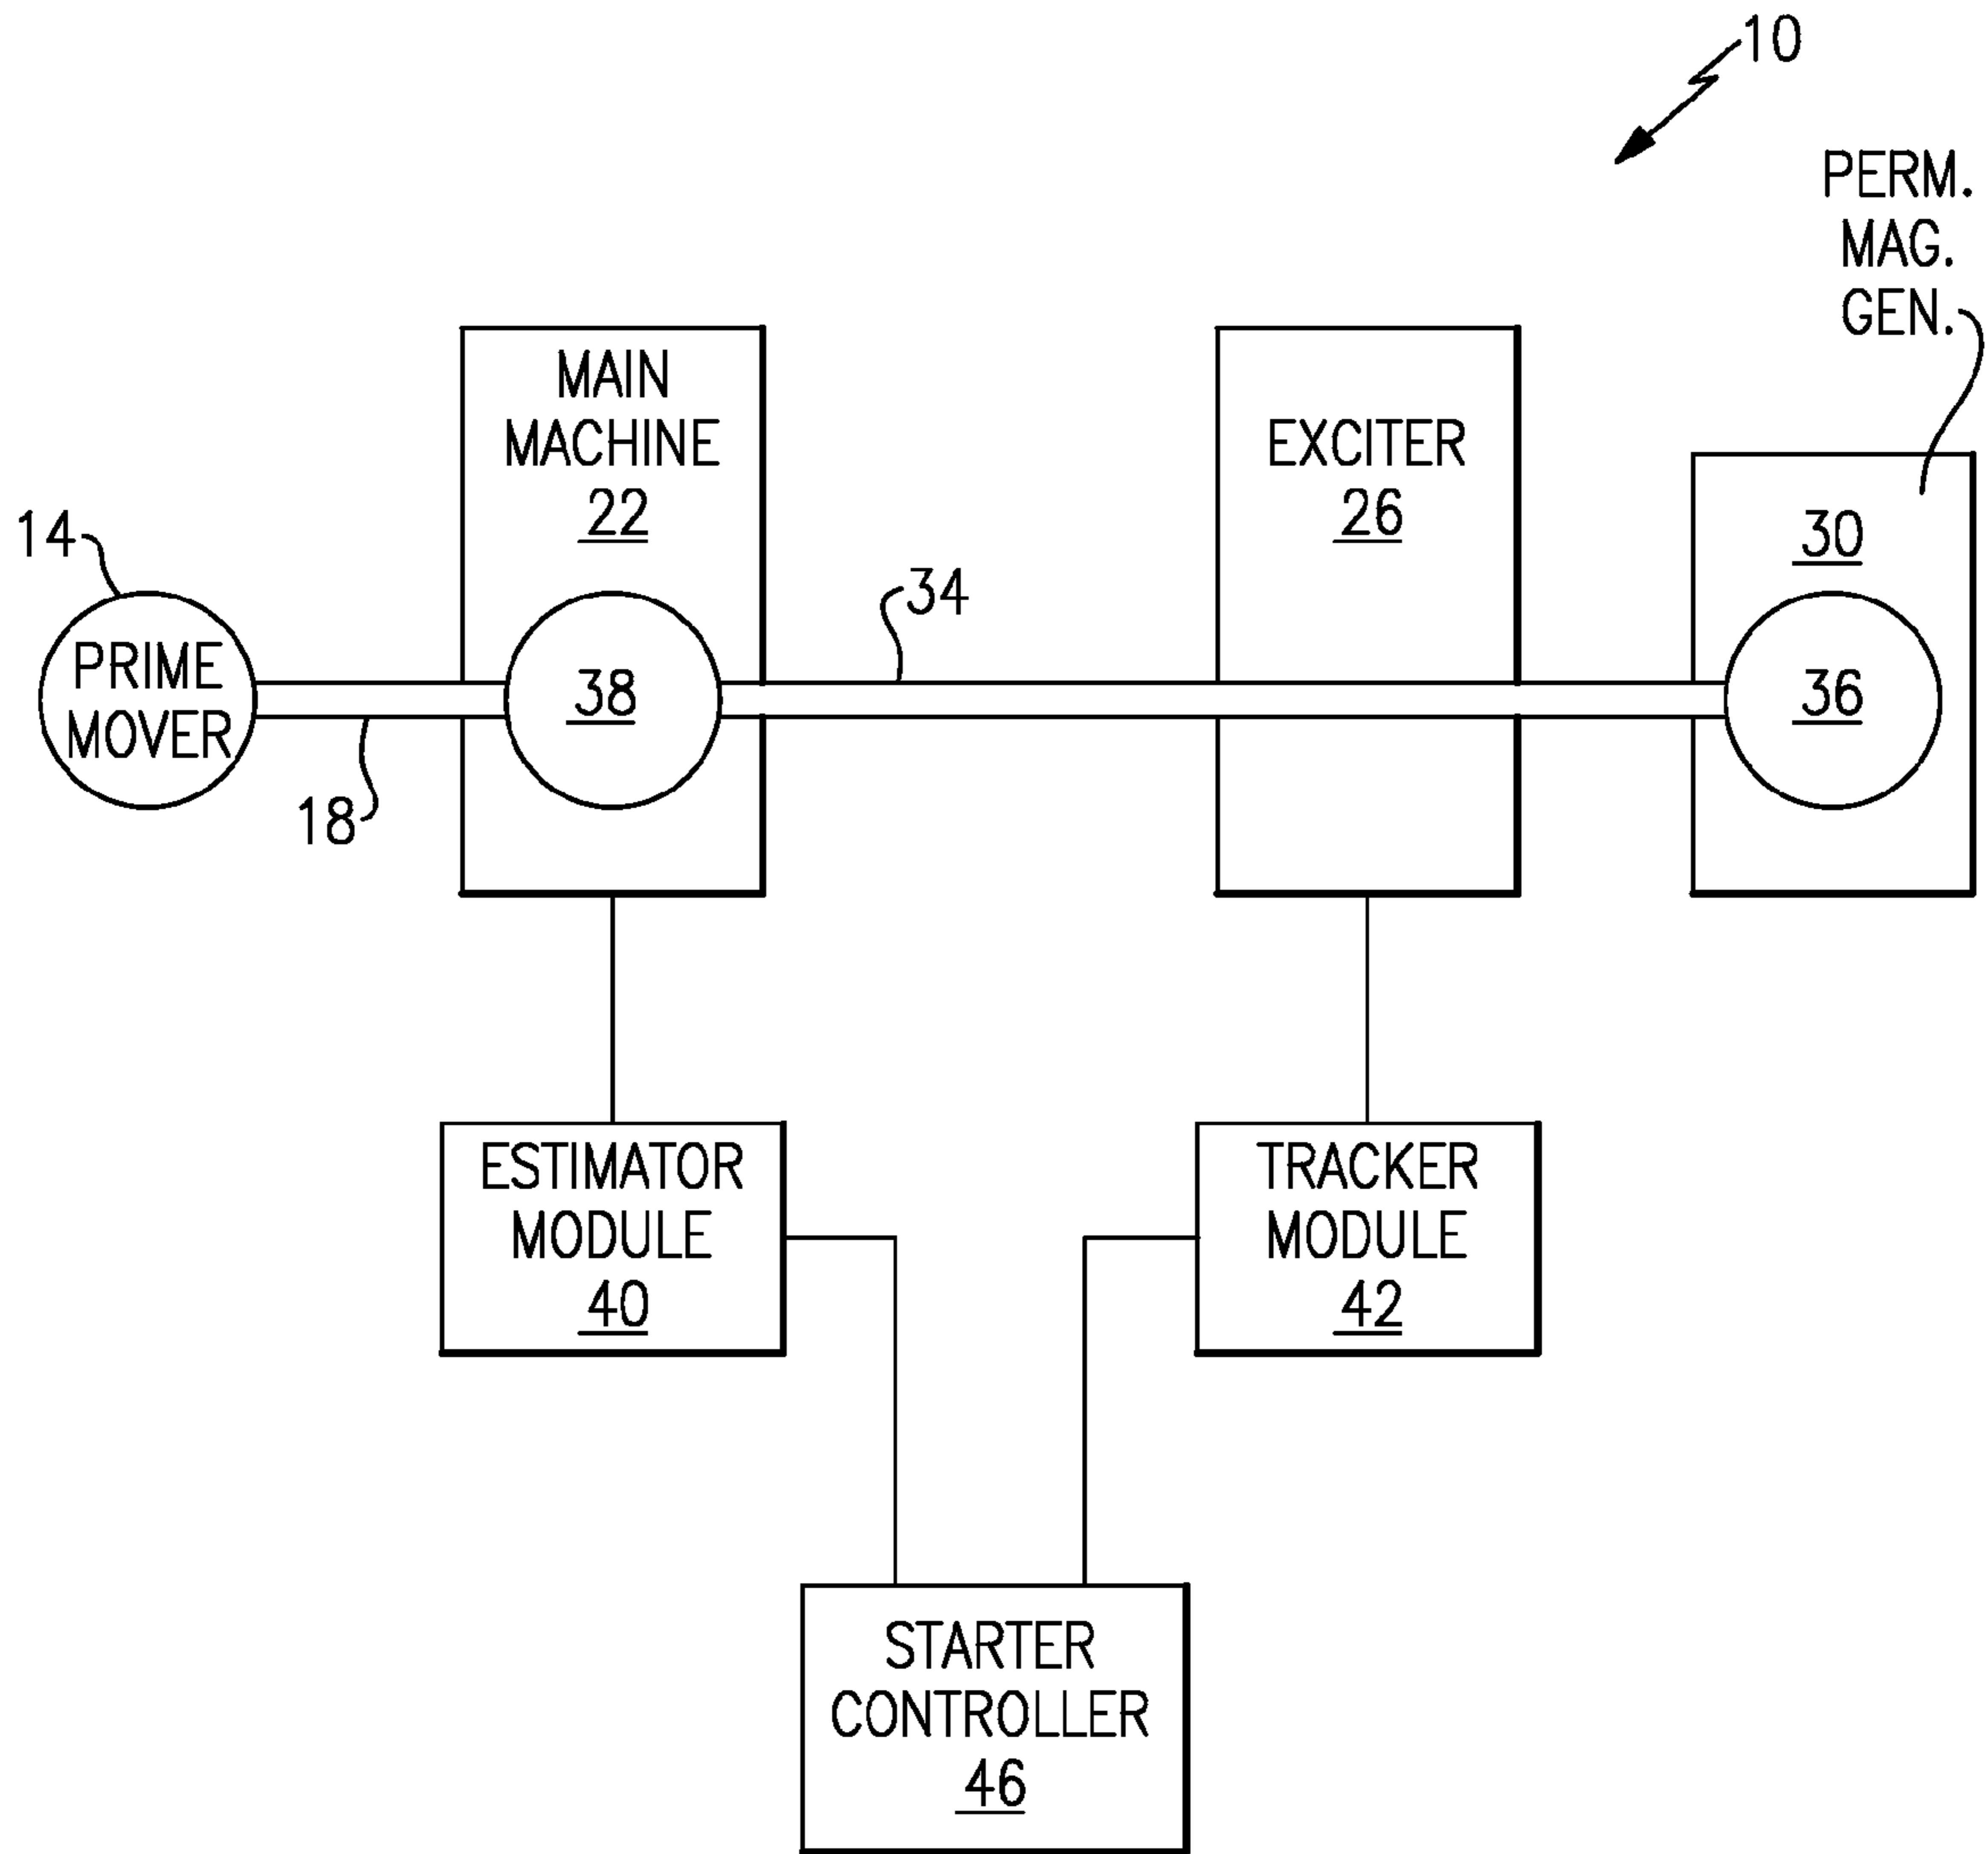 10
PERM.
MAG.
GEN.
MAIN
MACHINE
22
EXCITER
26
30
14
34
PRIME
MOVER
38
36
18
ESTIMATOR
MODULE
40
TRACKER
MODULE
42
STARTER
CONTROLLER
46